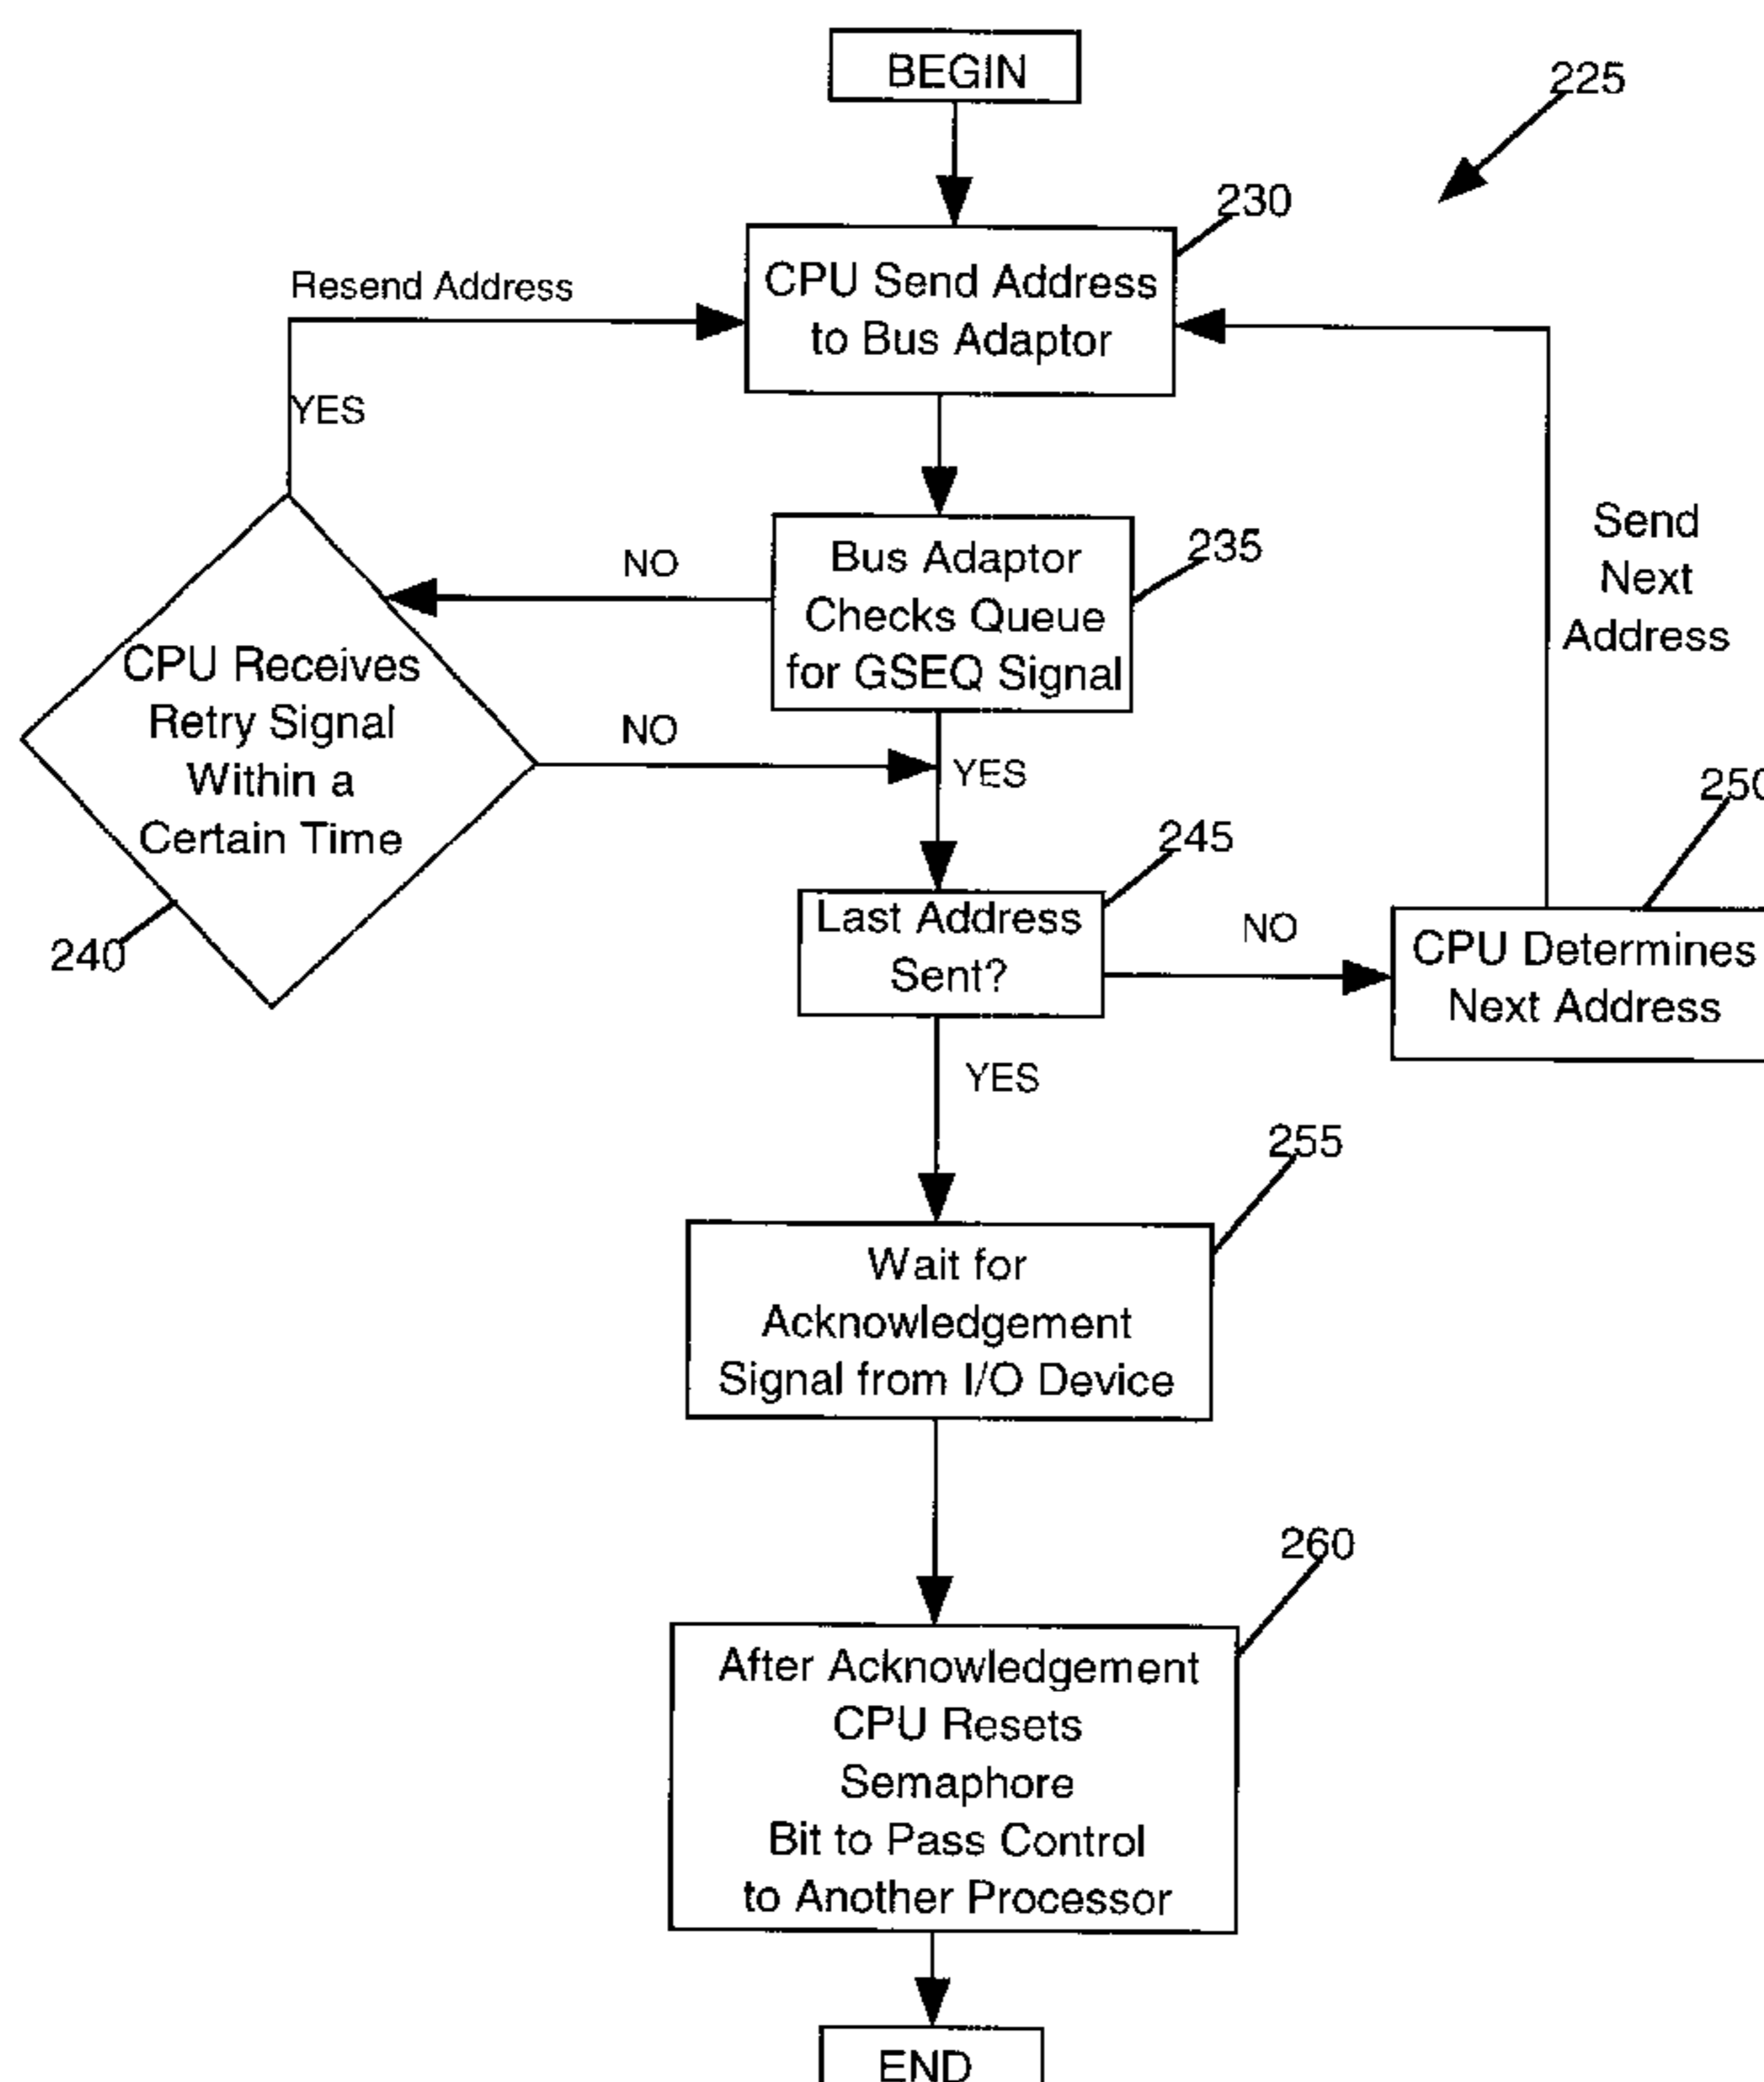 BEGIN
225
230
CPU Send Address
to Bus Adaptor
Resend Address
YES
235
Bus Adaptor
Checks Queue
for GSEQ Signal
NO
Send
Next
Address
CPU Receives
Retry Signal
Within a
Certain Time
240
NO
YES
245
Last Address
Sent?
NO
250
CPU Determines
Next Address
YES
255
Wait for
Acknowledgement
Signal from I/O Device
260
After Acknowledgement
CPU Resets
Semaphore
Bit to Pass Control
to Another Processor
END